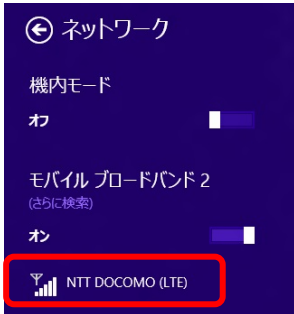 ネットワーク
機内モード
オフ
モバイル ブロードバンド 2
(さらに検索)
オン
NTT DOCOMO (LTE)